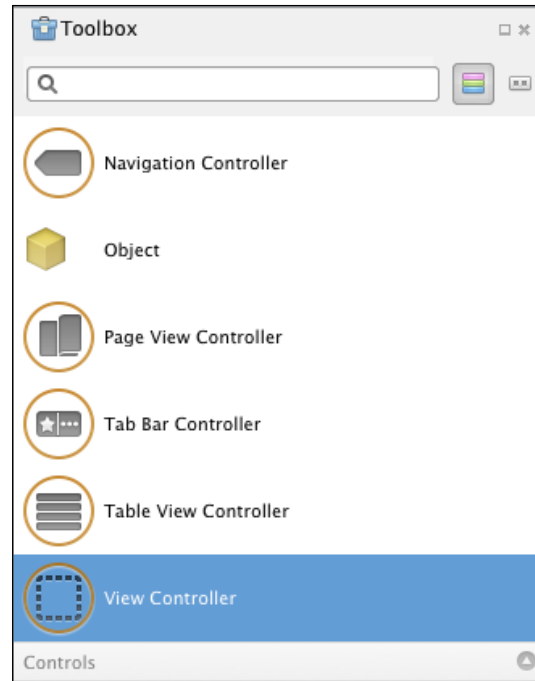 Toolbox
Navigation Controller
Object
Page View Controller
Tab Bar Controller
Table View Controller
View Controller
Controls